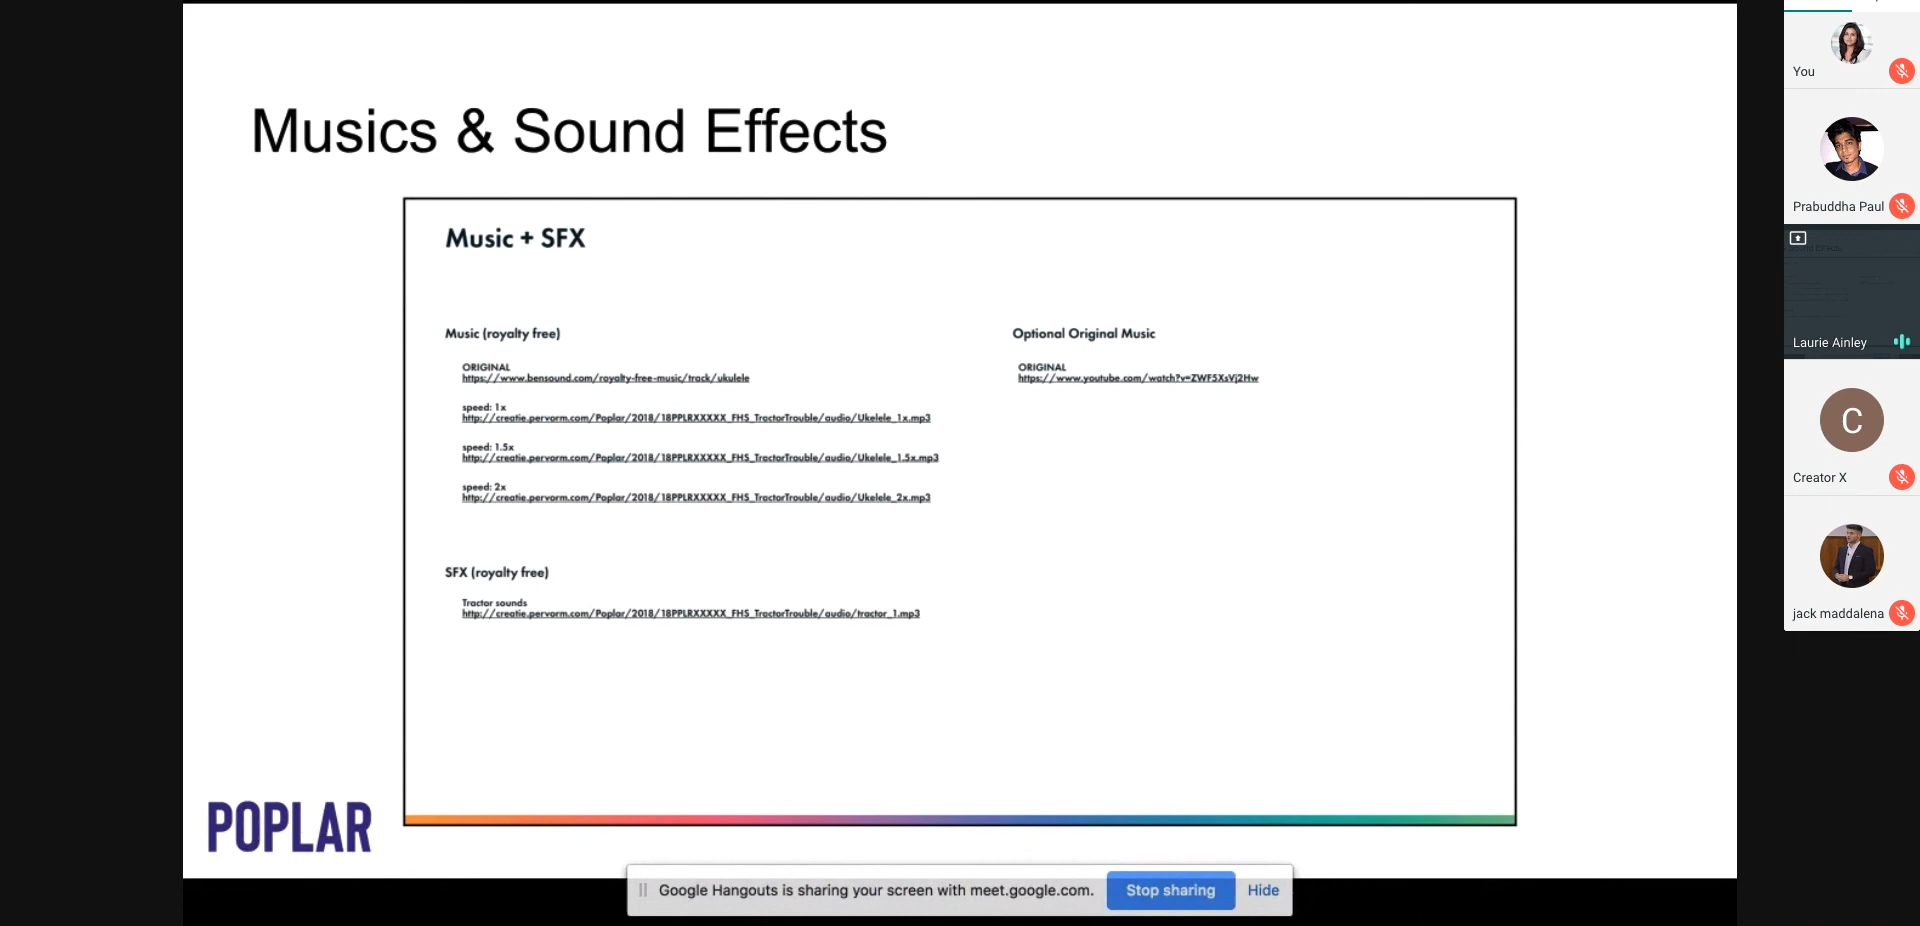 Musics & Sound Effects
Music + SFX
Music (royalty free)
ORIGINAL
https://www.bensound.com/royalty-free-music/track/ukulele
speed: 1x
http://creatie.pervorm.com/Poplar/2018/18PPLRXXXXX_FHS_TractorTrouble/audio/Ukelele_1x.mp3
speed: 1.5x
http://creatie.pervorm.com/Poplar/2018/18PPLRXXXXX_FHS_TractorTrouble/audio/Ukelele_1.5x.mp3
speed: 2x
http://creatie.pervorm.com/Poplar/2018/18PPLRXXXXX_FHS_TractorTrouble/audio/Ukelele_2x.mp3
SFX (royalty free)
Tractor sounds
http://creatie.pervorm.com/Poplar/2018/18PPLRXXXXX_FHS_TractorTrouble/audio/tractor_1.mp3
Optional Original Music
ORIGINAL
https://www.youtube.com/watch?v=ZWF5XsVj2Hw
POPLAR
Google Hangouts is sharing your screen with meet.google.com.
Stop sharing
Hide
You
Prabuddha Paul
Laurie Ainley
C
Creator X
jack maddalena